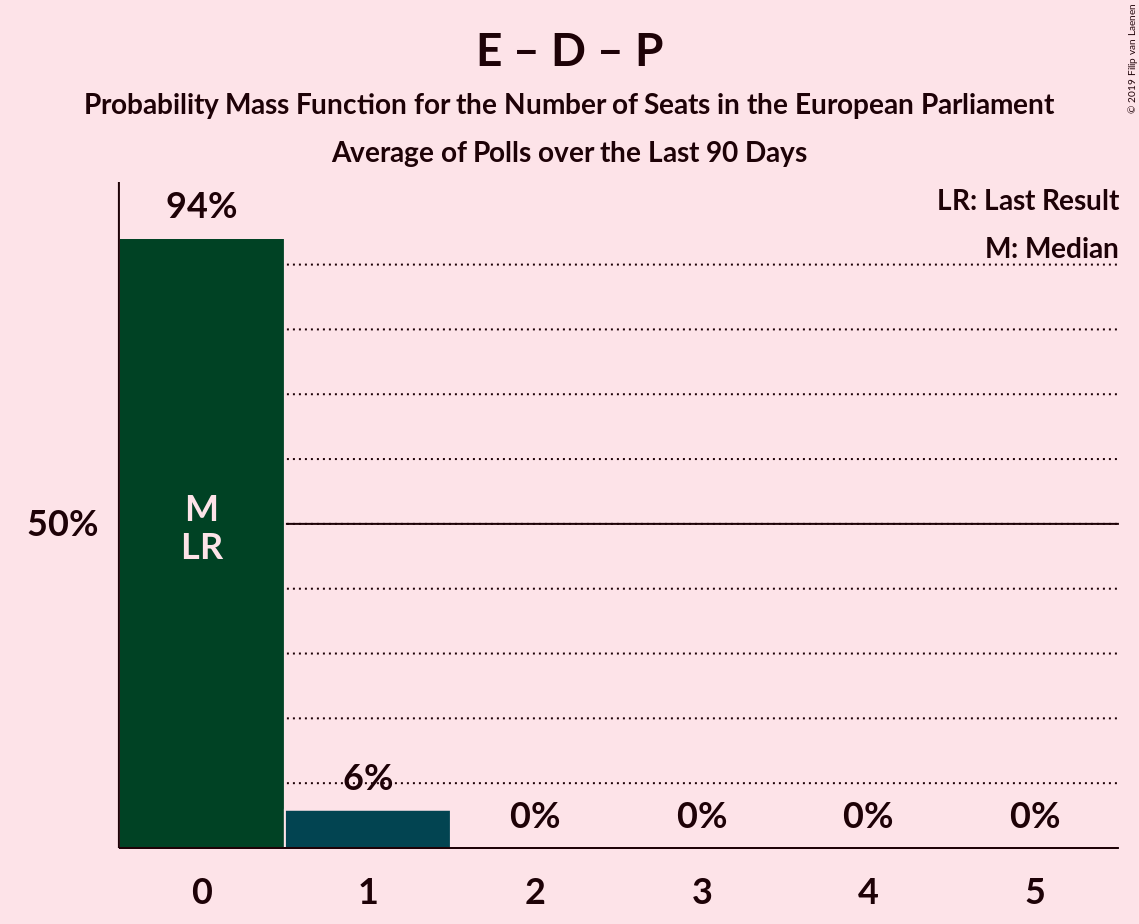 E – D – P
Probability Mass Function for the Number of Seats in the European Parliament
Average of Polls over the Last 90 Days
© 2019 Filip van Laenen
LR: Last Result
M: Median
94%
M
LR
50%
6%
0%
0%
0%
0%
0
1
2
3
4
5